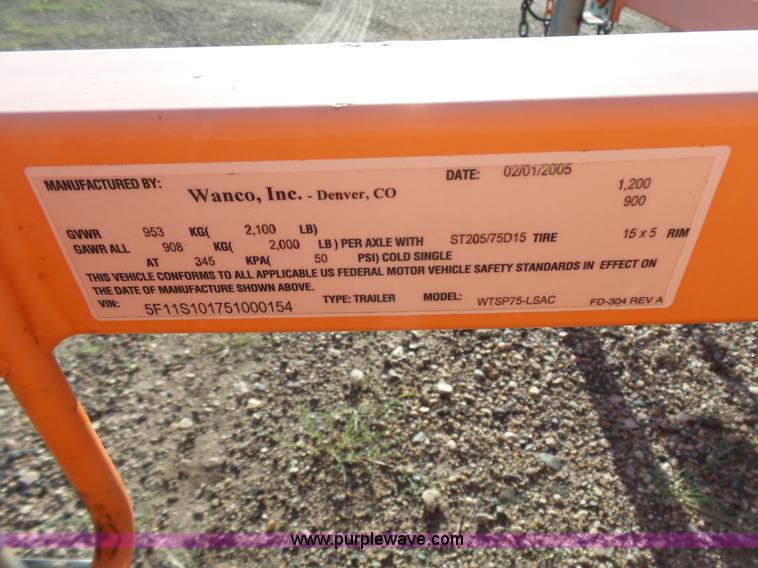 MANUFACTURED BY: Wanco, Inc. - Denver, CO DATE: 02/01/2005 1,200
900
GVWR 953 KG( 2,100 LB)
GAWR ALL 908 KG( 2,000 LB) PER AXLE WITH ST205/75D15 TIRE 15 x 5 RIM
AT 345 KPA( 50 PSI) COLD SINGLE
THIS VEHICLE CONFORMS TO ALL APPLICABLE US FEDERAL MOTOR VEHICLE SAFETY STANDARDS IN EFFECT ON
THE DATE OF MANUFACTURE SHOWN ABOVE.
VIN: 5F11S101751000154 TYPE: TRAILER MODEL: WTSP75-LSAC FD-304 REV A
www.purplewave.com